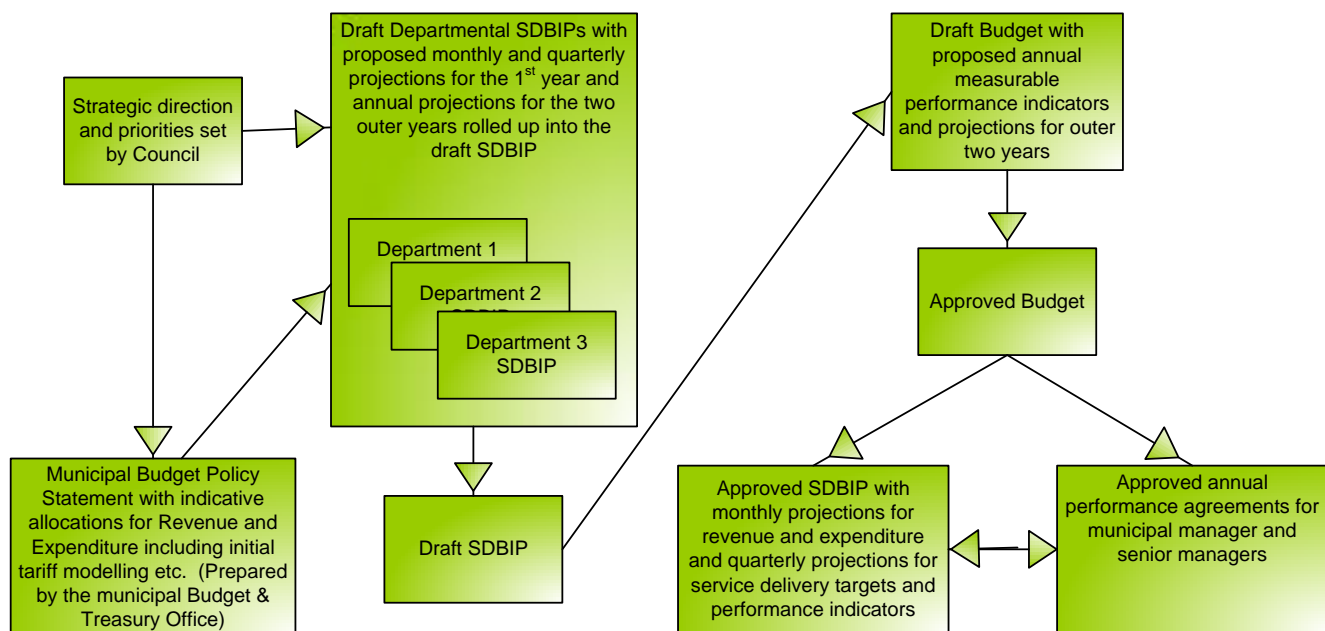 Strategic direction
and priorities set
by Council
Municipal Budget Policy
Statement with indicative
allocations for Revenue and
Expenditure including initial
tariff modelling etc.  (Prepared
by the municipal Budget &
Treasury Office)
Draft Departmental SDBIPs with
proposed monthly and quarterly
projections for the 1st year and
annual projections for the two
outer years rolled up into the
draft SDBIP
Department 1
Department 2
SDBIP
Department 3
SDBIP
Draft SDBIP
Draft Budget with
proposed annual
measurable
performance indicators
and projections for outer
two years
Approved Budget
Approved SDBIP with
monthly projections for
revenue and expenditure
and quarterly projections for
service delivery targets and
performance indicators
Approved annual
performance agreements for
municipal manager and
senior managers